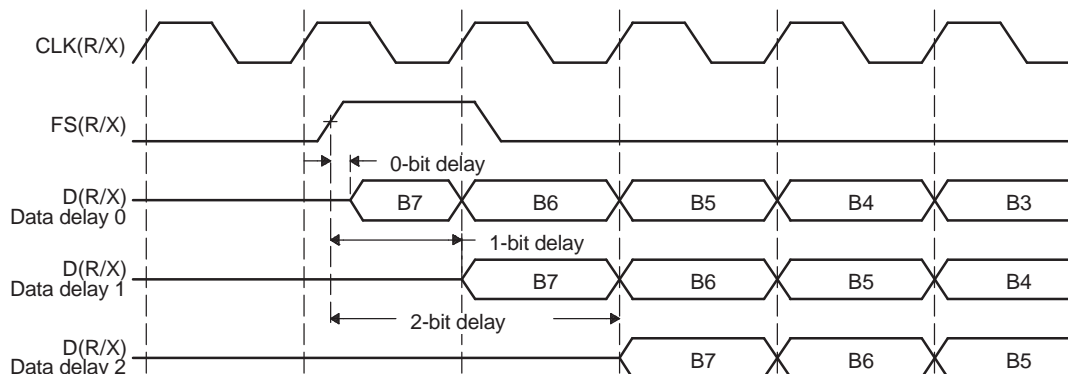 CLK(R/X)
FS(R/X)
0-bit delay
D(R/X)
Data delay 0
B7 B6 B5 B4 B3
1-bit delay
D(R/X)
Data delay 1
B7 B6 B5 B4
2-bit delay
D(R/X)
Data delay 2
B7 B6 B5